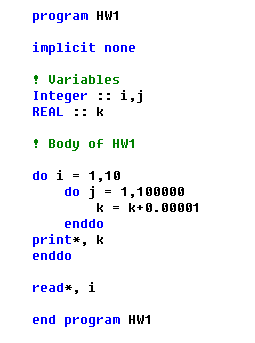 program HW1
implicit none
! Variables
Integer :: i,j
REAL :: k
! Body of HW1
do i = 1,10
do j = 1,100000
k = k+0.00001
enddo
print*, k
enddo
read*, i
end program HW1